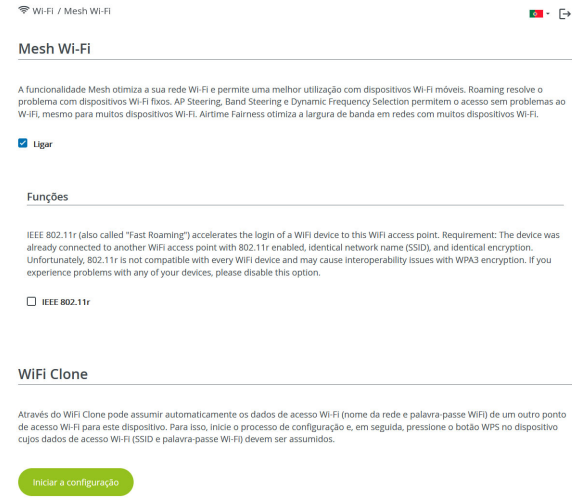 Wi-Fi / Mesh Wi-Fi
Mesh Wi-Fi
A funcionalidade Mesh otimiza a sua rede Wi-Fi e permite uma melhor utilização com dispositivos Wi-Fi móveis. Roaming resolve o
problema com dispositivos Wi-Fi fixos. AP Steering, Band Steering e Dynamic Frequency Selection permitem o acesso sem problemas ao
W-iFi, mesmo para muitos dispositivos Wi-Fi. Airtime Fairness otimiza a largura de banda em redes com muitos dispositivos Wi-Fi.
Ligar
Funções
IEEE 802.11r (also called "Fast Roaming") accelerates the login of a WiFi device to this WiFi access point. Requirement: The device was
already connected to another WiFi access point with 802.11r enabled, identical network name (SSID), and identical encryption.
Unfortunately, 802.11r is not compatible with every WiFi device and may cause interoperability issues with WPA3 encryption. If you
experience problems with any of your devices, please disable this option.
IEEE 802.11r
WiFi Clone
Através do WiFi Clone pode assumir automaticamente os dados de acesso Wi-Fi (nome da rede e palavra-passe WiFi) de um outro ponto
de acesso Wi-Fi para este dispositivo. Para isso, inicie o processo de configuração e, em seguida, pressione o botão WPS no dispositivo
cujos dados de acesso Wi-Fi (SSID e palavra-passe Wi-Fi) devem ser assumidos.
Iniciar a configuração